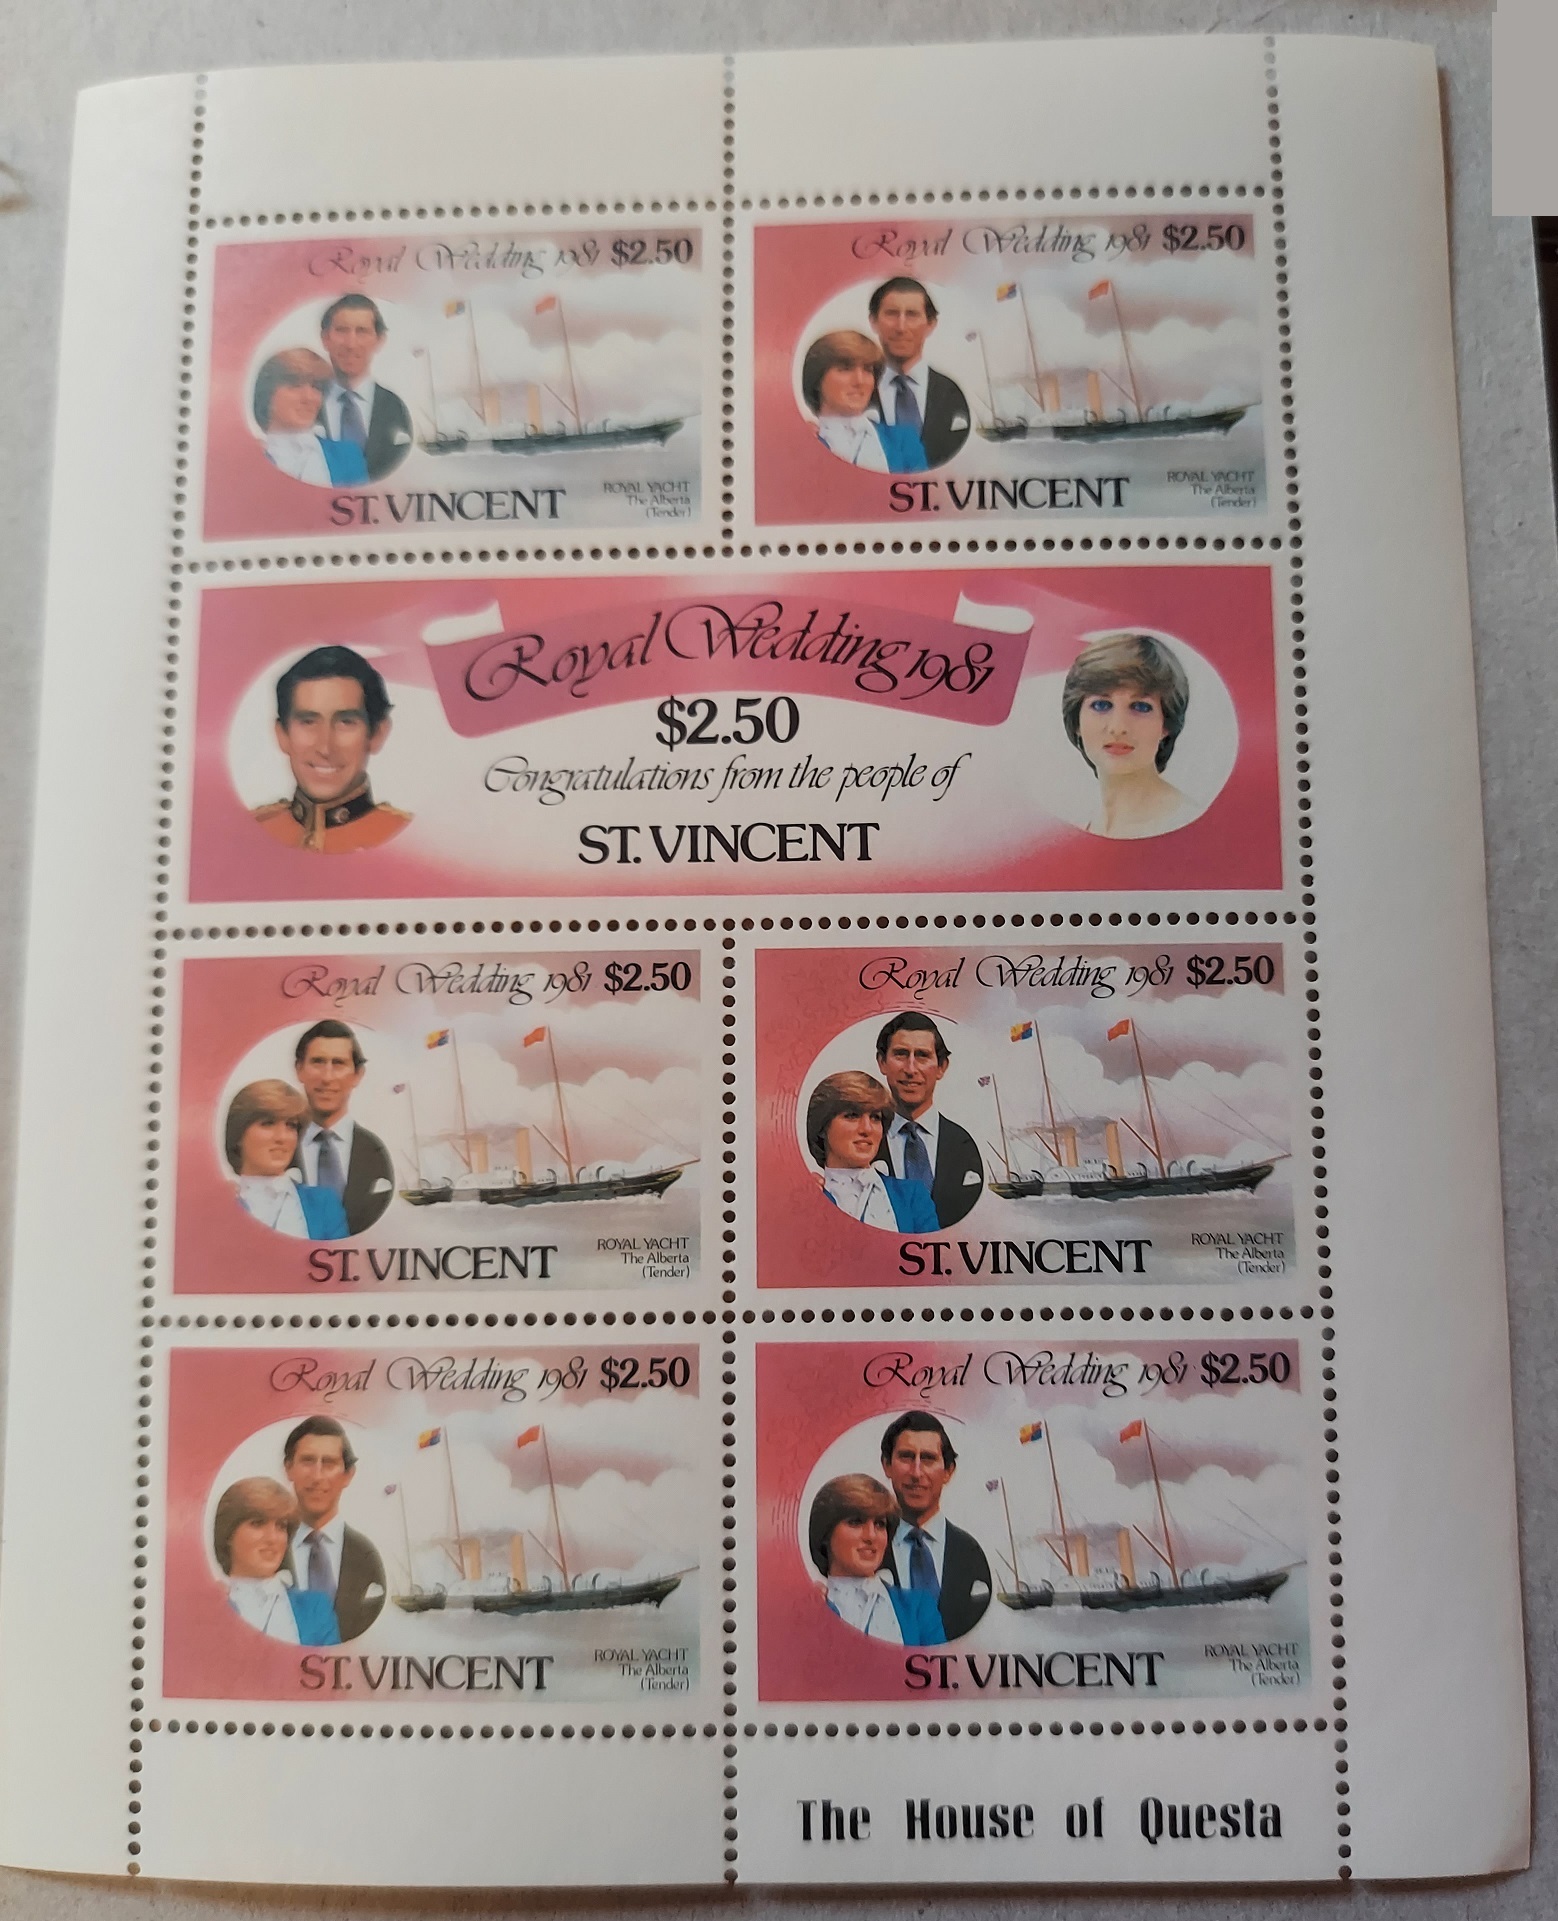 Royal Wedding 1981 $2.50
ST. VINCENT
ROYAL YACHT
The Alberta
(Tender)
Royal Wedding 1981 $2.50
ST. VINCENT
ROYAL YACHT
The Alberta
(Tender)
Royal Wedding 1981
$2.50
Congratulations from the people of
ST. VINCENT
Royal Wedding 1981 $2.50
ST. VINCENT
ROYAL YACHT
The Alberta
(Tender)
Royal Wedding 1981 $2.50
ST. VINCENT
ROYAL YACHT
The Alberta
(Tender)
Royal Wedding 1981 $2.50
ST. VINCENT
ROYAL YACHT
The Alberta
(Tender)
Royal Wedding 1981 $2.50
ST. VINCENT
ROYAL YACHT
The Alberta
(Tender)
The House of Questa